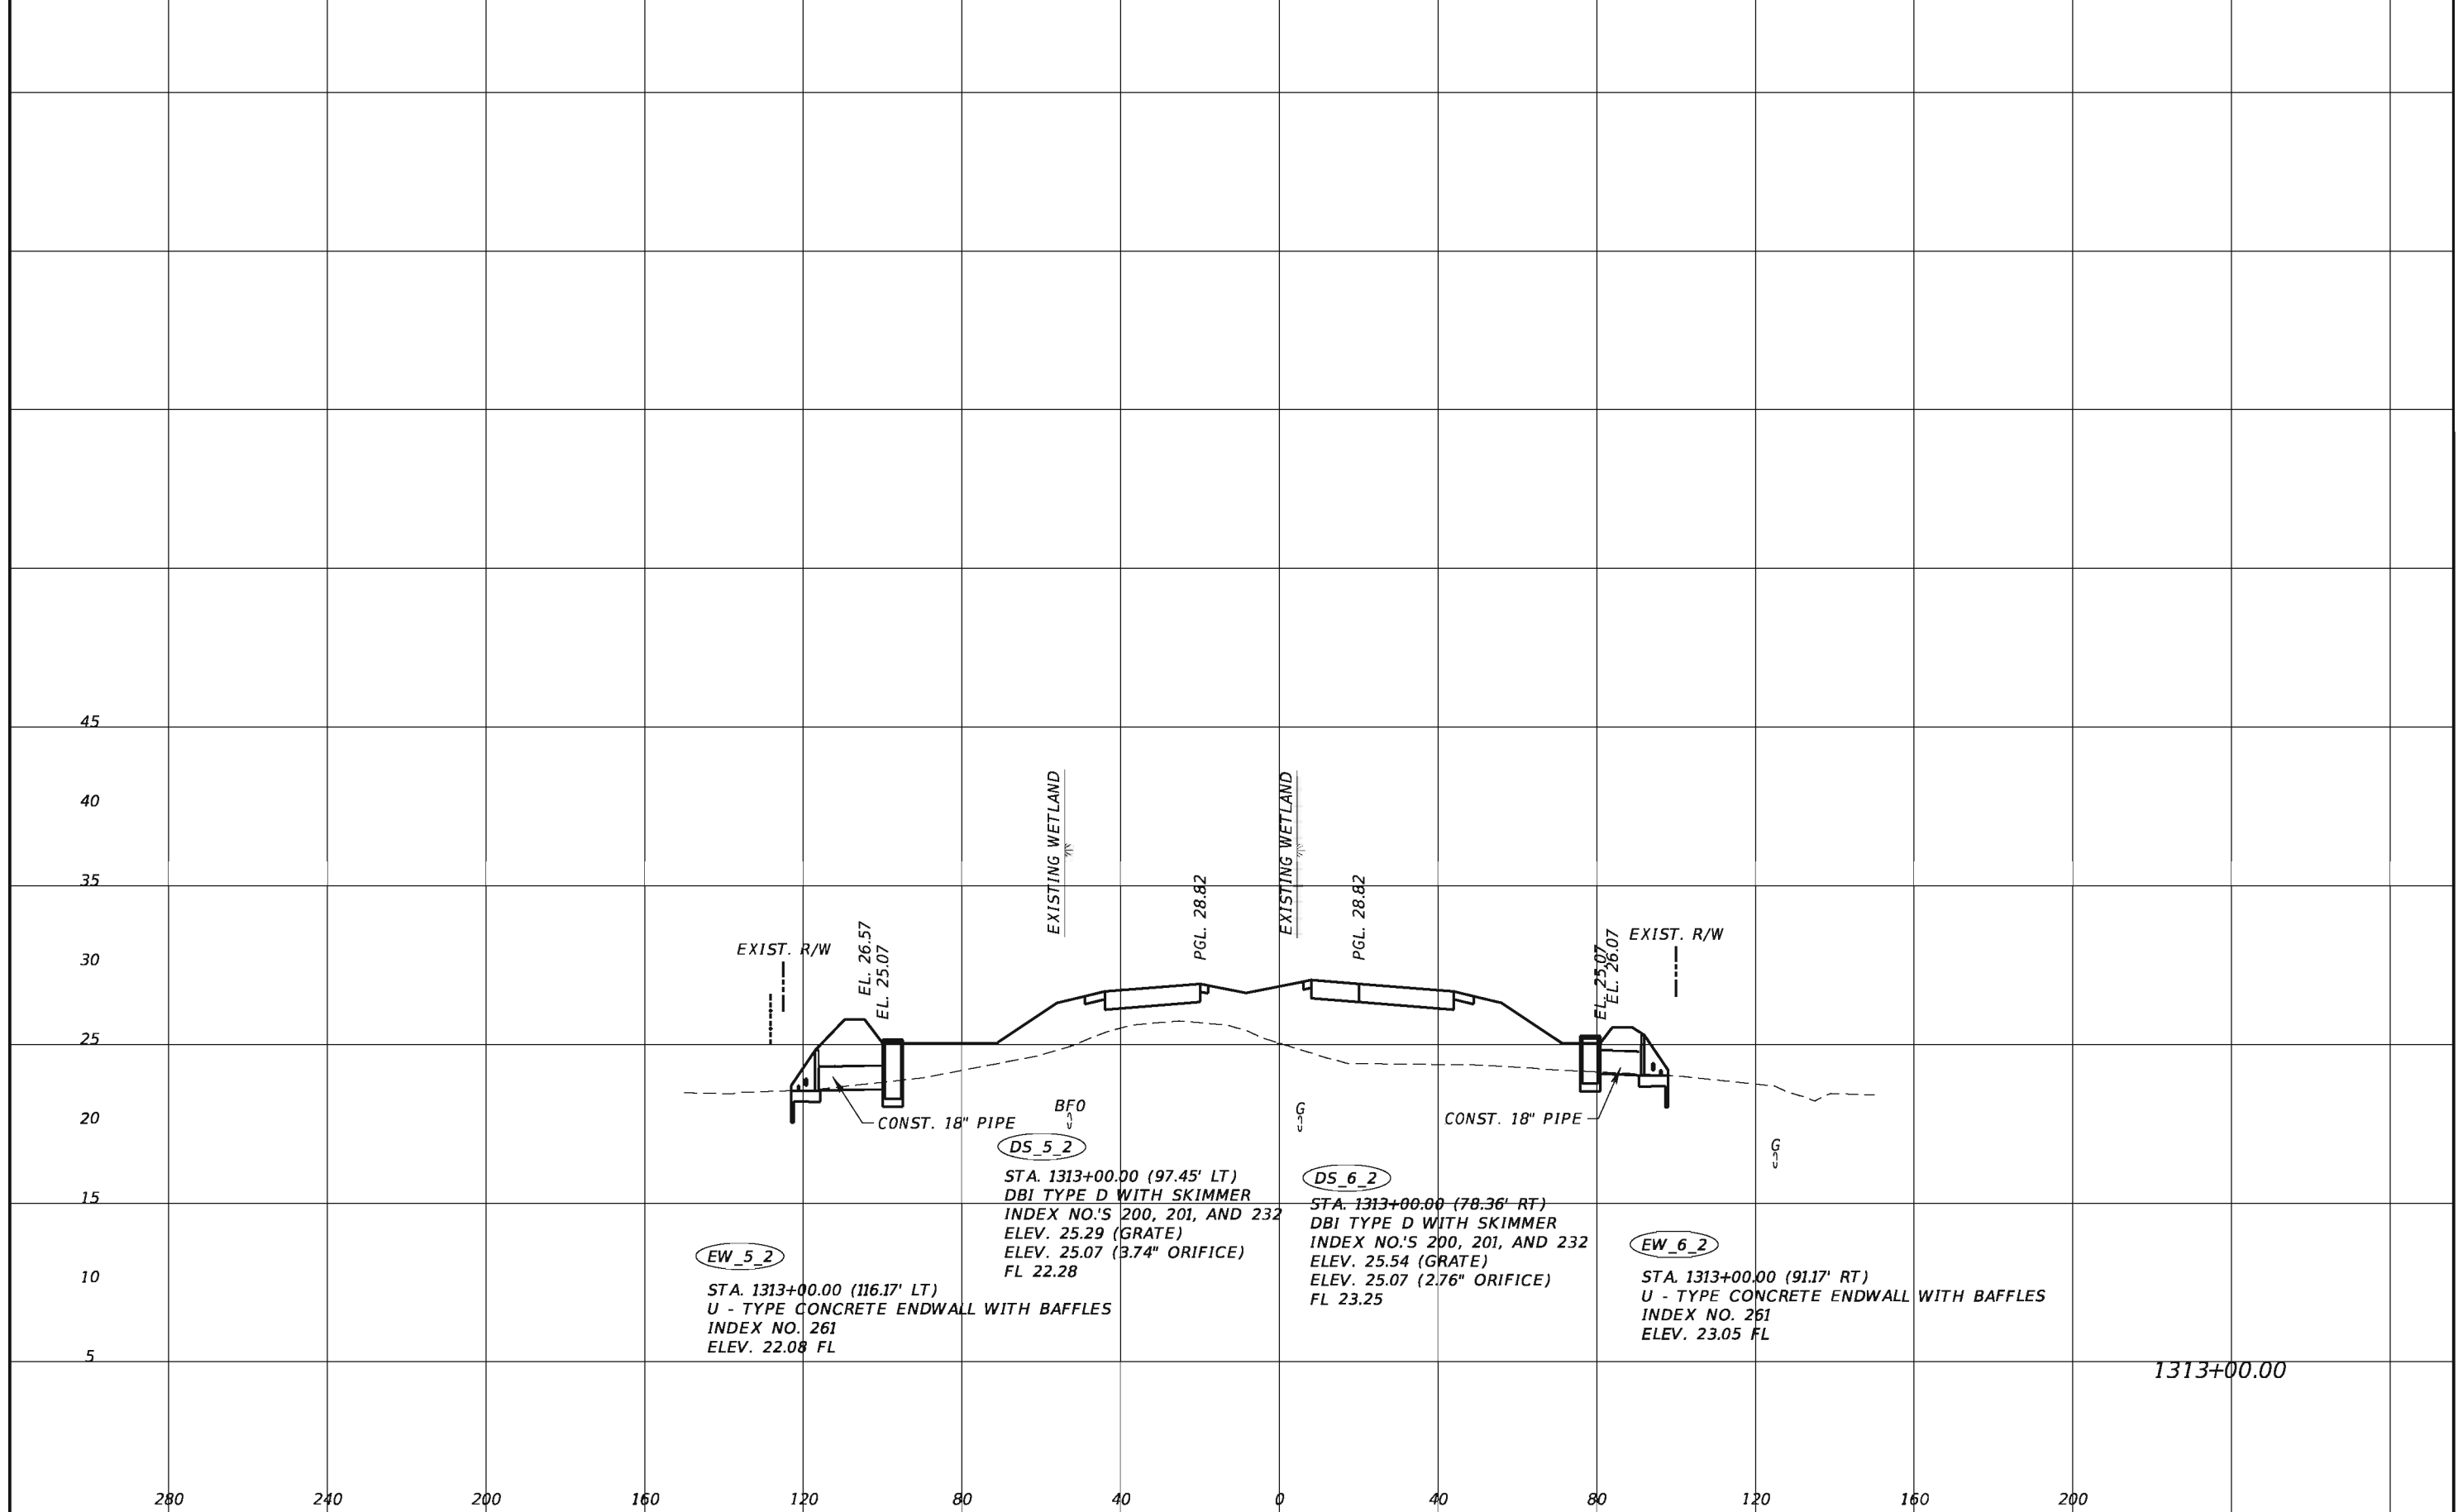 45
40
35
30
25
20
15
10
5
EXISTING WETLAND
EXISTING WETLAND
PGL. 28.82
PGL. 28.82
EXIST. R/W
EL. 26.57
EL. 25.07
EL. 25.07
EL. 26.07
EXIST. R/W
CONST. 18" PIPE
BFO
G
CONST. 18" PIPE
G
DS_5_2
STA. 1313+00.00 (97.45' LT)
DBI TYPE D WITH SKIMMER
INDEX NO.'S 200, 201, AND 232
ELEV. 25.29 (GRATE)
ELEV. 25.07 (3.74" ORIFICE)
FL 22.28
DS_6_2
STA. 1313+00.00 (78.36' RT)
DBI TYPE D WITH SKIMMER
INDEX NO.'S 200, 201, AND 232
ELEV. 25.54 (GRATE)
ELEV. 25.07 (2.76" ORIFICE)
FL 23.25
EW_5_2
STA. 1313+00.00 (116.17' LT)
U - TYPE CONCRETE ENDWALL WITH BAFFLES
INDEX NO. 261
ELEV. 22.08 FL
EW_6_2
STA. 1313+00.00 (91.17' RT)
U - TYPE CONCRETE ENDWALL WITH BAFFLES
INDEX NO. 261
ELEV. 23.05 FL
1313+00.00
280 240 200 160 120 80 40 0 40 80 120 160 200